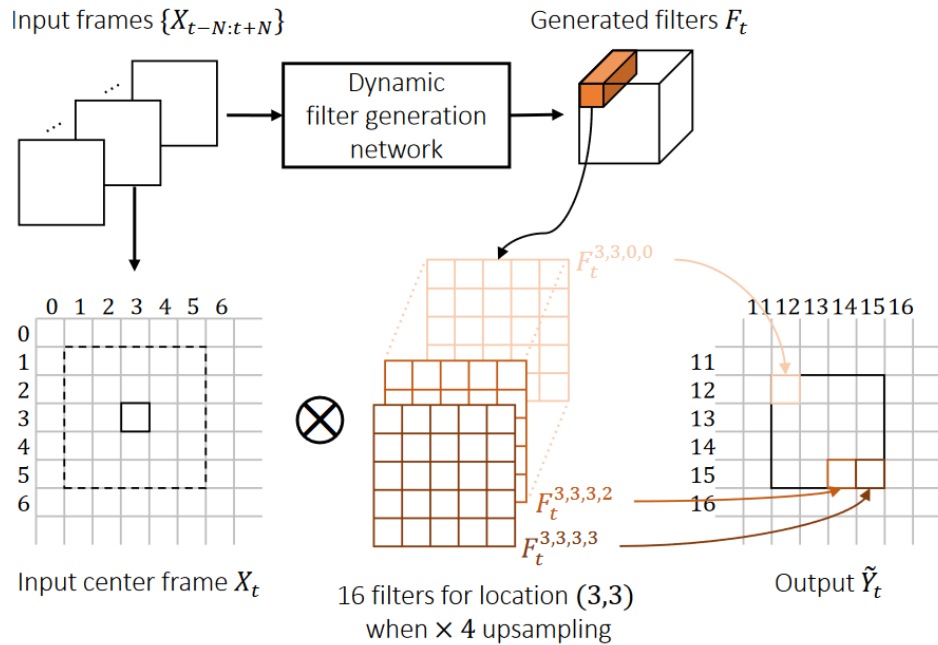 Input frames {X_{t−N:t+N}}
Generated filters F_t
Dynamic
filter generation
network
...
...
F_t^{3,3,0,0}
0 1 2 3 4 5 6
0
1
2
3
4
5
6
11 12 13 14 15 16
11
12
13
14
15
16
F_t^{3,3,3,2}
F_t^{3,3,3,3}
Input center frame X_t
16 filters for location (3,3)
when × 4 upsampling
Output Ỹ_t